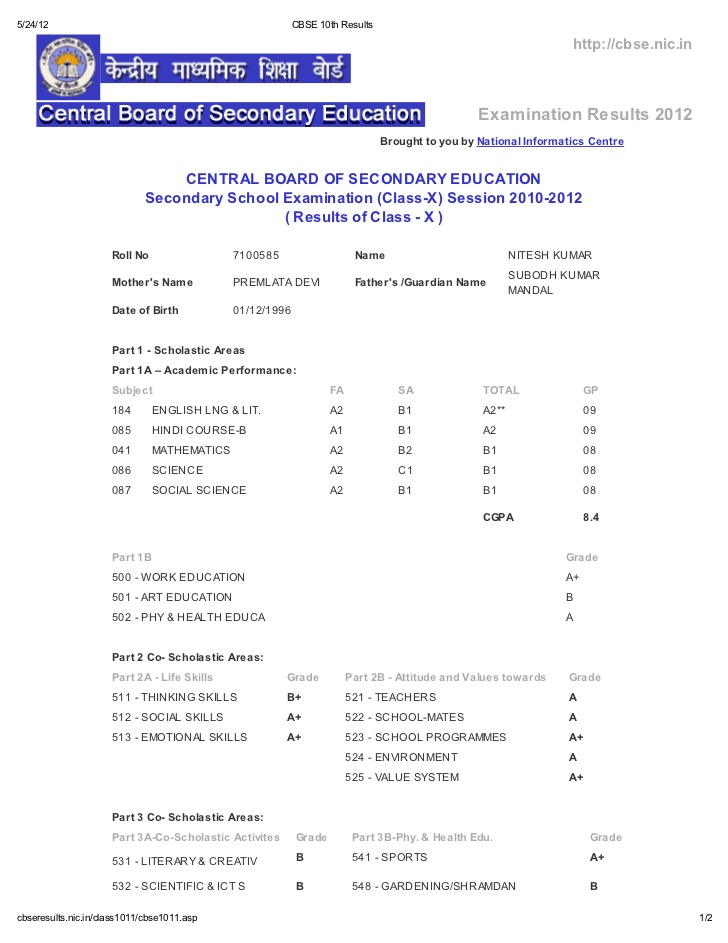 5/24/12 CBSE 10th Results
http://cbse.nic.in
केन्द्रीय माध्यमिक शिक्षा बोर्ड
Central Board of Secondary Education
Examination Results 2012
Brought to you by National Informatics Centre
CENTRAL BOARD OF SECONDARY EDUCATION
Secondary School Examination (Class-X) Session 2010-2012
( Results of Class - X )
Roll No 7100585 Name NITESH KUMAR
Mother's Name PREMLATA DEVI Father's /Guardian Name SUBODH KUMAR
MANDAL
Date of Birth 01/12/1996
Part 1 - Scholastic Areas
Part 1A – Academic Performance:
Subject FA SA TOTAL GP
184 ENGLISH LNG & LIT. A2 B1 A2** 09
085 HINDI COURSE-B A1 B1 A2 09
041 MATHEMATICS A2 B2 B1 08
086 SCIENCE A2 C1 B1 08
087 SOCIAL SCIENCE A2 B1 B1 08
CGPA 8.4
Part 1B Grade
500 - WORK EDUCATION A+
501 - ART EDUCATION B
502 - PHY & HEALTH EDUCA A
Part 2 Co- Scholastic Areas:
Part 2A - Life Skills Grade Part 2B - Attitude and Values towards Grade
511 - THINKING SKILLS B+ 521 - TEACHERS A
512 - SOCIAL SKILLS A+ 522 - SCHOOL-MATES A
513 - EMOTIONAL SKILLS A+ 523 - SCHOOL PROGRAMMES A+
524 - ENVIRONMENT A
525 - VALUE SYSTEM A+
Part 3 Co- Scholastic Areas:
Part 3A-Co-Scholastic Activites Grade Part 3B-Phy. & Health Edu. Grade
531 - LITERARY & CREATIV B 541 - SPORTS A+
532 - SCIENTIFIC & ICT S B 548 - GARDENING/SHRAMDAN B
cbseresults.nic.in/class1011/cbse1011.asp 1/2